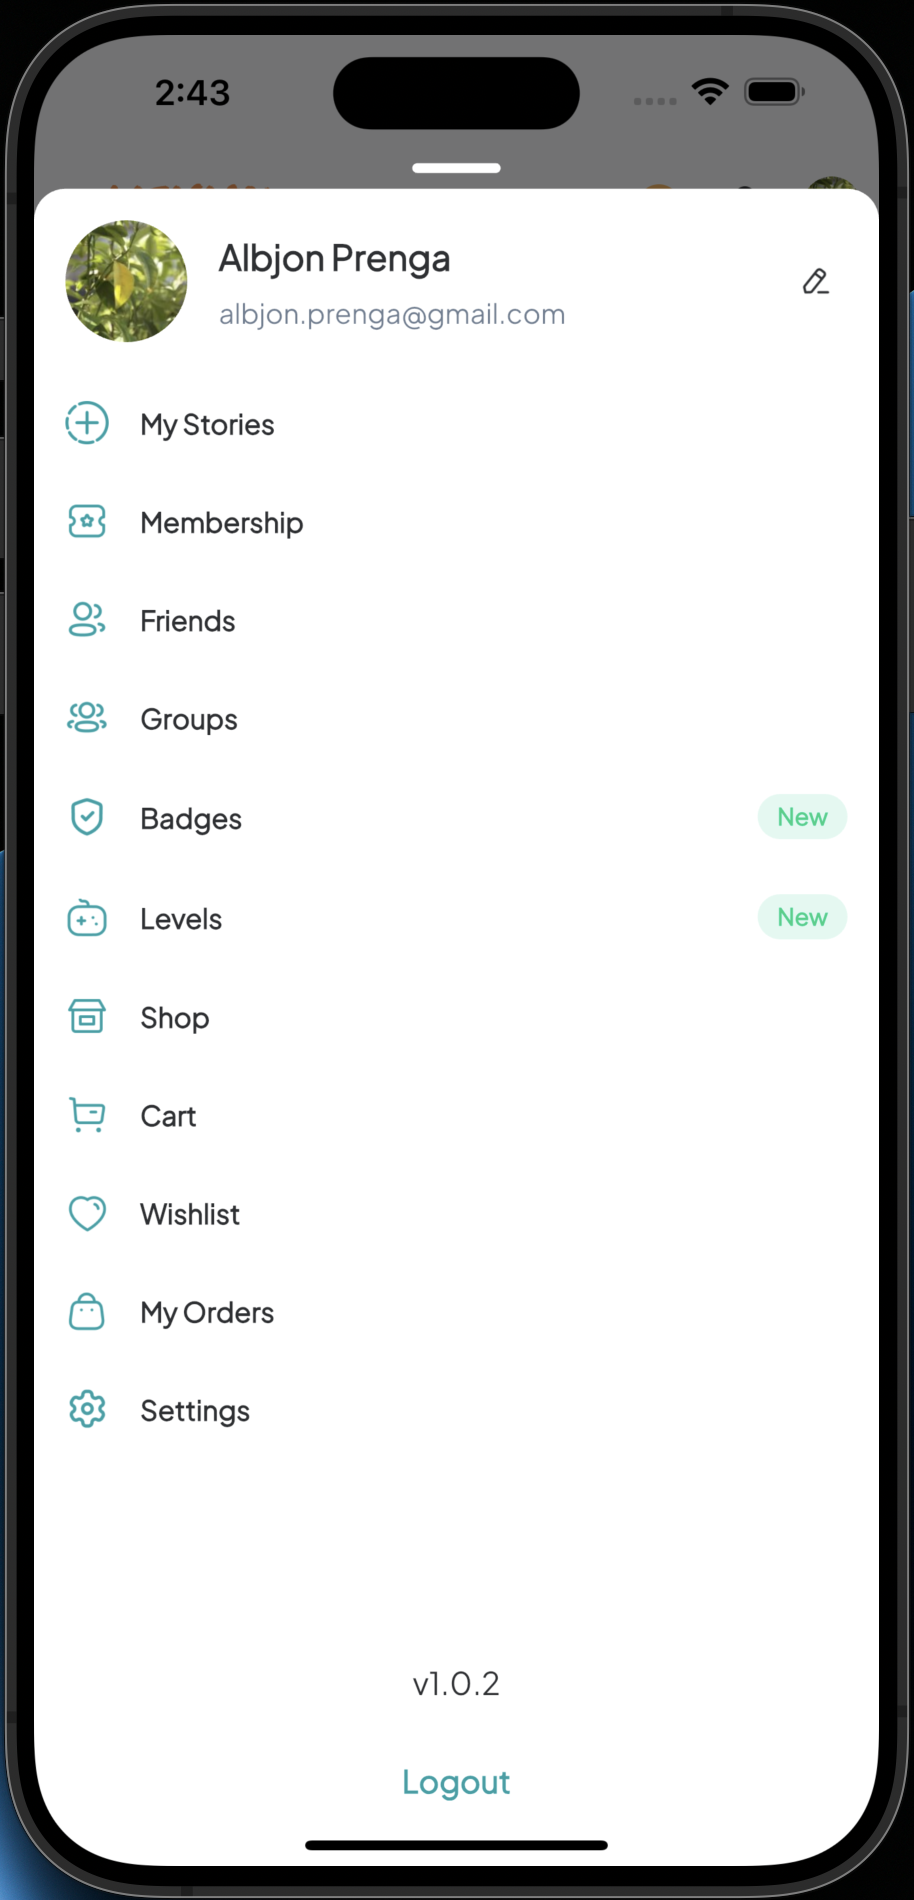 2:43
Albjon Prenga
albjon.prenga@gmail.com
My Stories
Membership
Friends
Groups
Badges
New
Levels
New
Shop
Cart
Wishlist
My Orders
Settings
v1.0.2
Logout